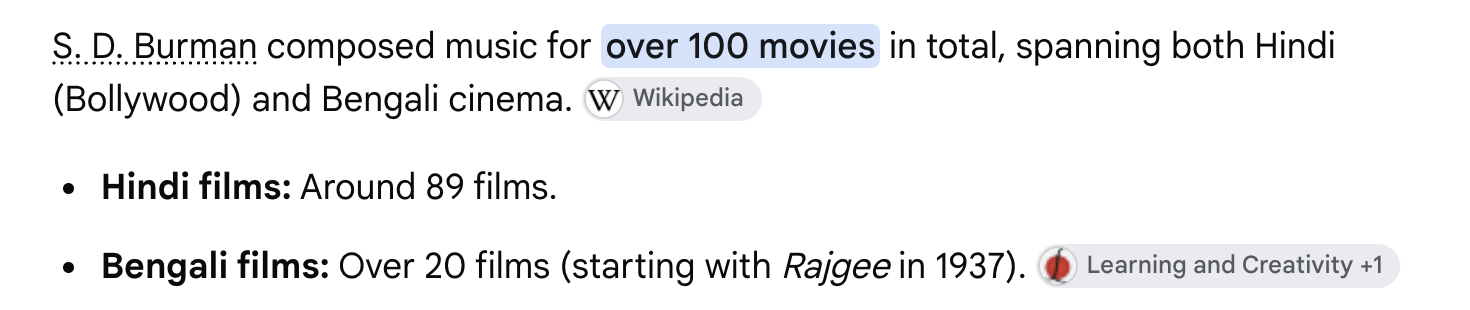 S. D. Burman composed music for over 100 movies in total, spanning both Hindi
(Bollywood) and Bengali cinema. W Wikipedia
• Hindi films: Around 89 films.
• Bengali films: Over 20 films (starting with Rajgee in 1937). Learning and Creativity +1